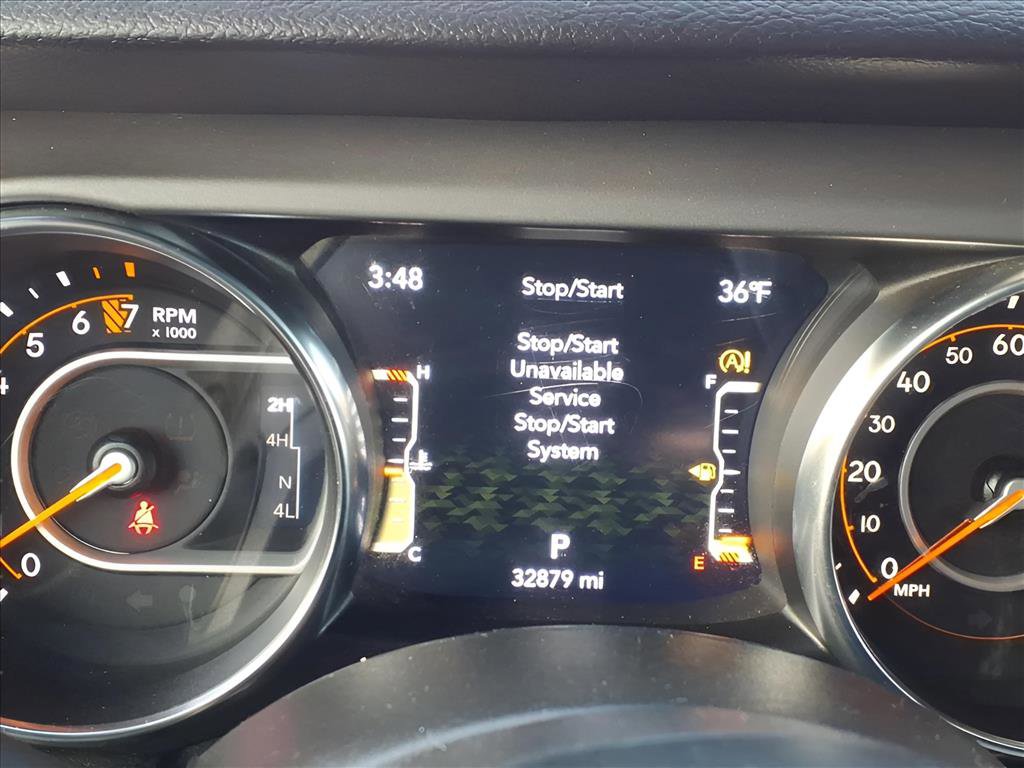 3:48
Stop/Start
36°F
Stop/Start
Unavailable
Service
Stop/Start
System
P
32879 mi
H
C
F
E
A!
4
5
6
7
RPM
x 1000
0
2H
4H
N
4L
60
50
40
30
20
10
0
MPH